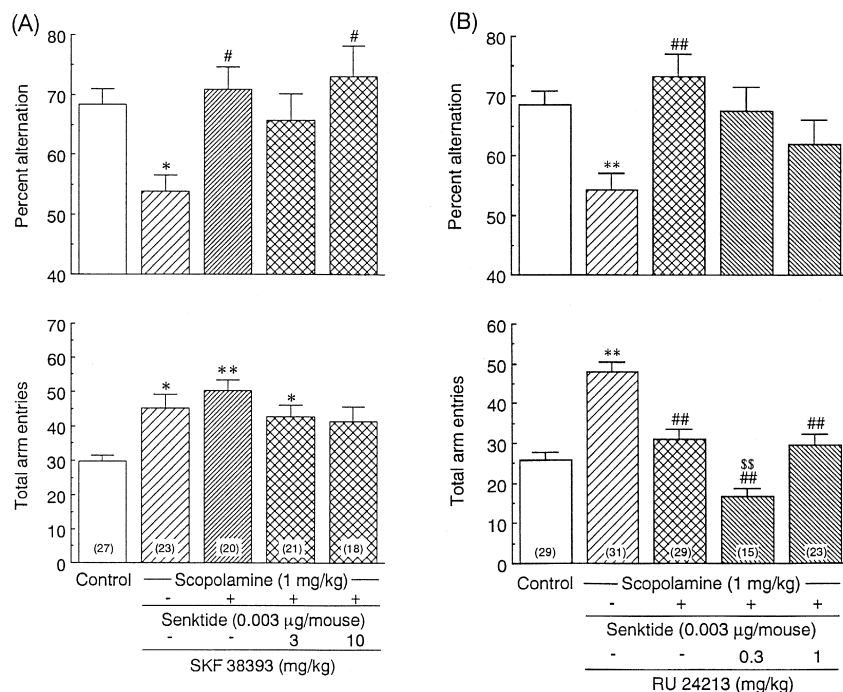 (A)
80
70
60
50
40
Percent alternation
*
#
#
70
60
50
40
30
20
10
0
Total arm entries
*
**
*
(27) (23) (20) (21) (18)
Control Scopolamine (1 mg/kg)
- + + +
Senktide (0.003 µg/mouse)
- - 3 10
SKF 38393 (mg/kg)
(B)
80
70
60
50
40
Percent alternation
**
##
60
50
40
30
20
10
0
Total arm entries
**
##
$$
##
##
(29) (31) (29) (15) (23)
Control Scopolamine (1 mg/kg)
- + + +
Senktide (0.003 µg/mouse)
- - 0.3 1
RU 24213 (mg/kg)